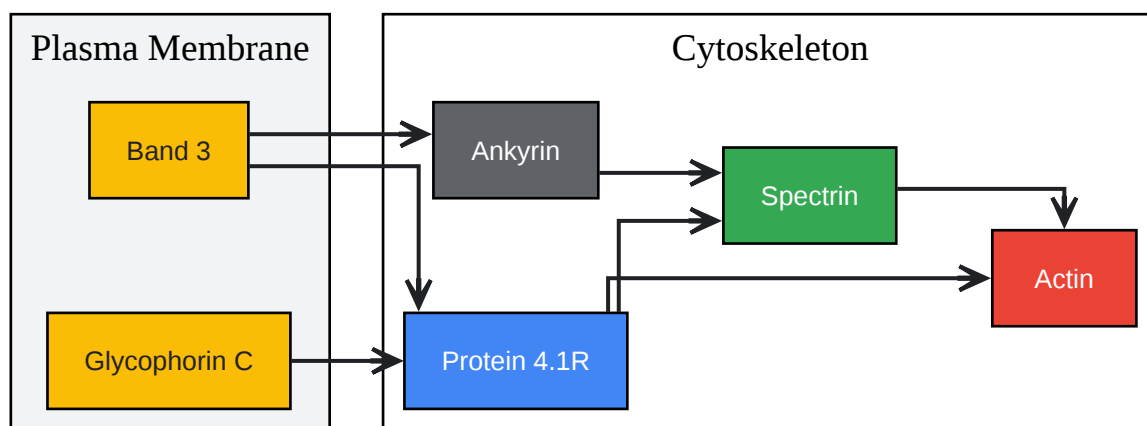 Plasma Membrane
Cytoskeleton
Band 3
Ankyrin
Spectrin
Actin
Glycophorin C
Protein 4.1R